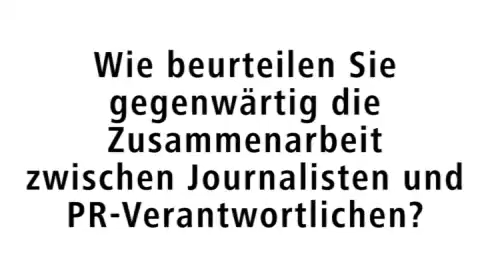 Wie beurteilen Sie
gegenwärtig die
Zusammenarbeit
zwischen Journalisten und
PR-Verantwortlichen?